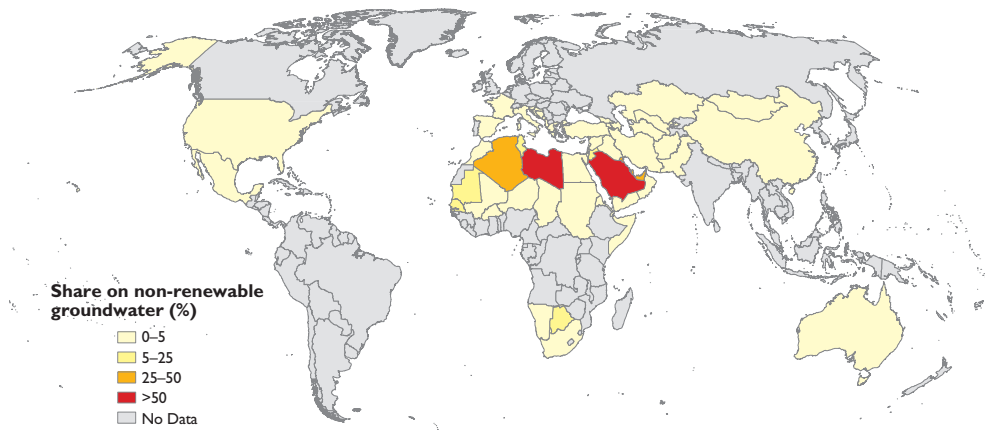 Share on non-renewable
groundwater (%)
0–5
5–25
25–50
>50
No Data